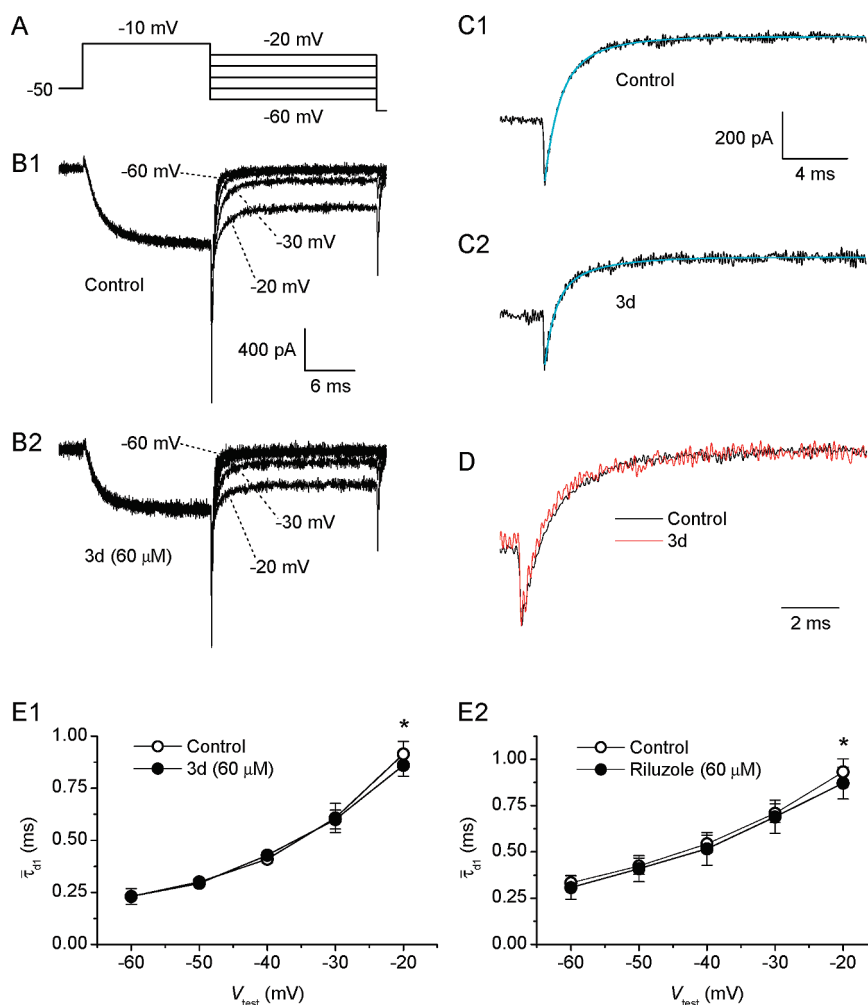 A
-10 mV
-20 mV
-50
-60 mV
B1
-60 mV
-30 mV
Control
-20 mV
400 pA
6 ms
B2
-60 mV
-30 mV
3d (60 μM)
-20 mV
C1
Control
200 pA
4 ms
C2
3d
D
Control
3d
2 ms
E1
*
1.00
Control
3d (60 μM)
0.75
0.50
0.25
0.00
τ̄d1 (ms)
-60 -50 -40 -30 -20
Vtest (mV)
E2
*
1.00
Control
Riluzole (60 μM)
0.75
0.50
0.25
0.00
τ̄d1 (ms)
-60 -50 -40 -30 -20
Vtest (mV)